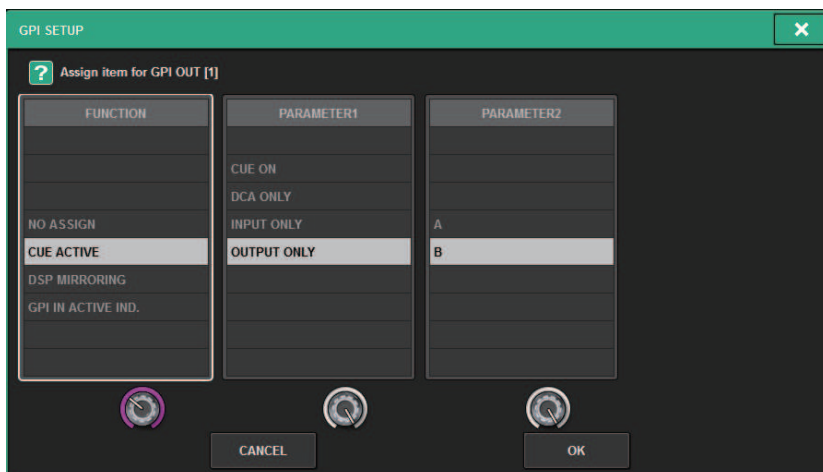 GPI SETUP
? Assign item for GPI OUT [1]
FUNCTION
NO ASSIGN
CUE ACTIVE
DSP MIRRORING
GPI IN ACTIVE IND.
PARAMETER1
CUE ON
DCA ONLY
INPUT ONLY
OUTPUT ONLY
PARAMETER2
A
B
CANCEL
OK